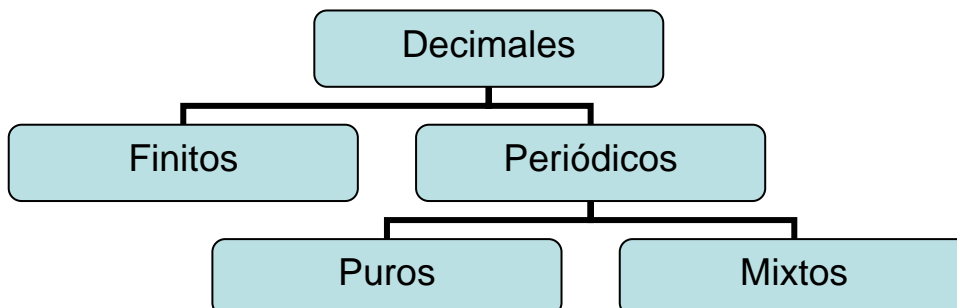 Decimales
Finitos
Periódicos
Puros
Mixtos